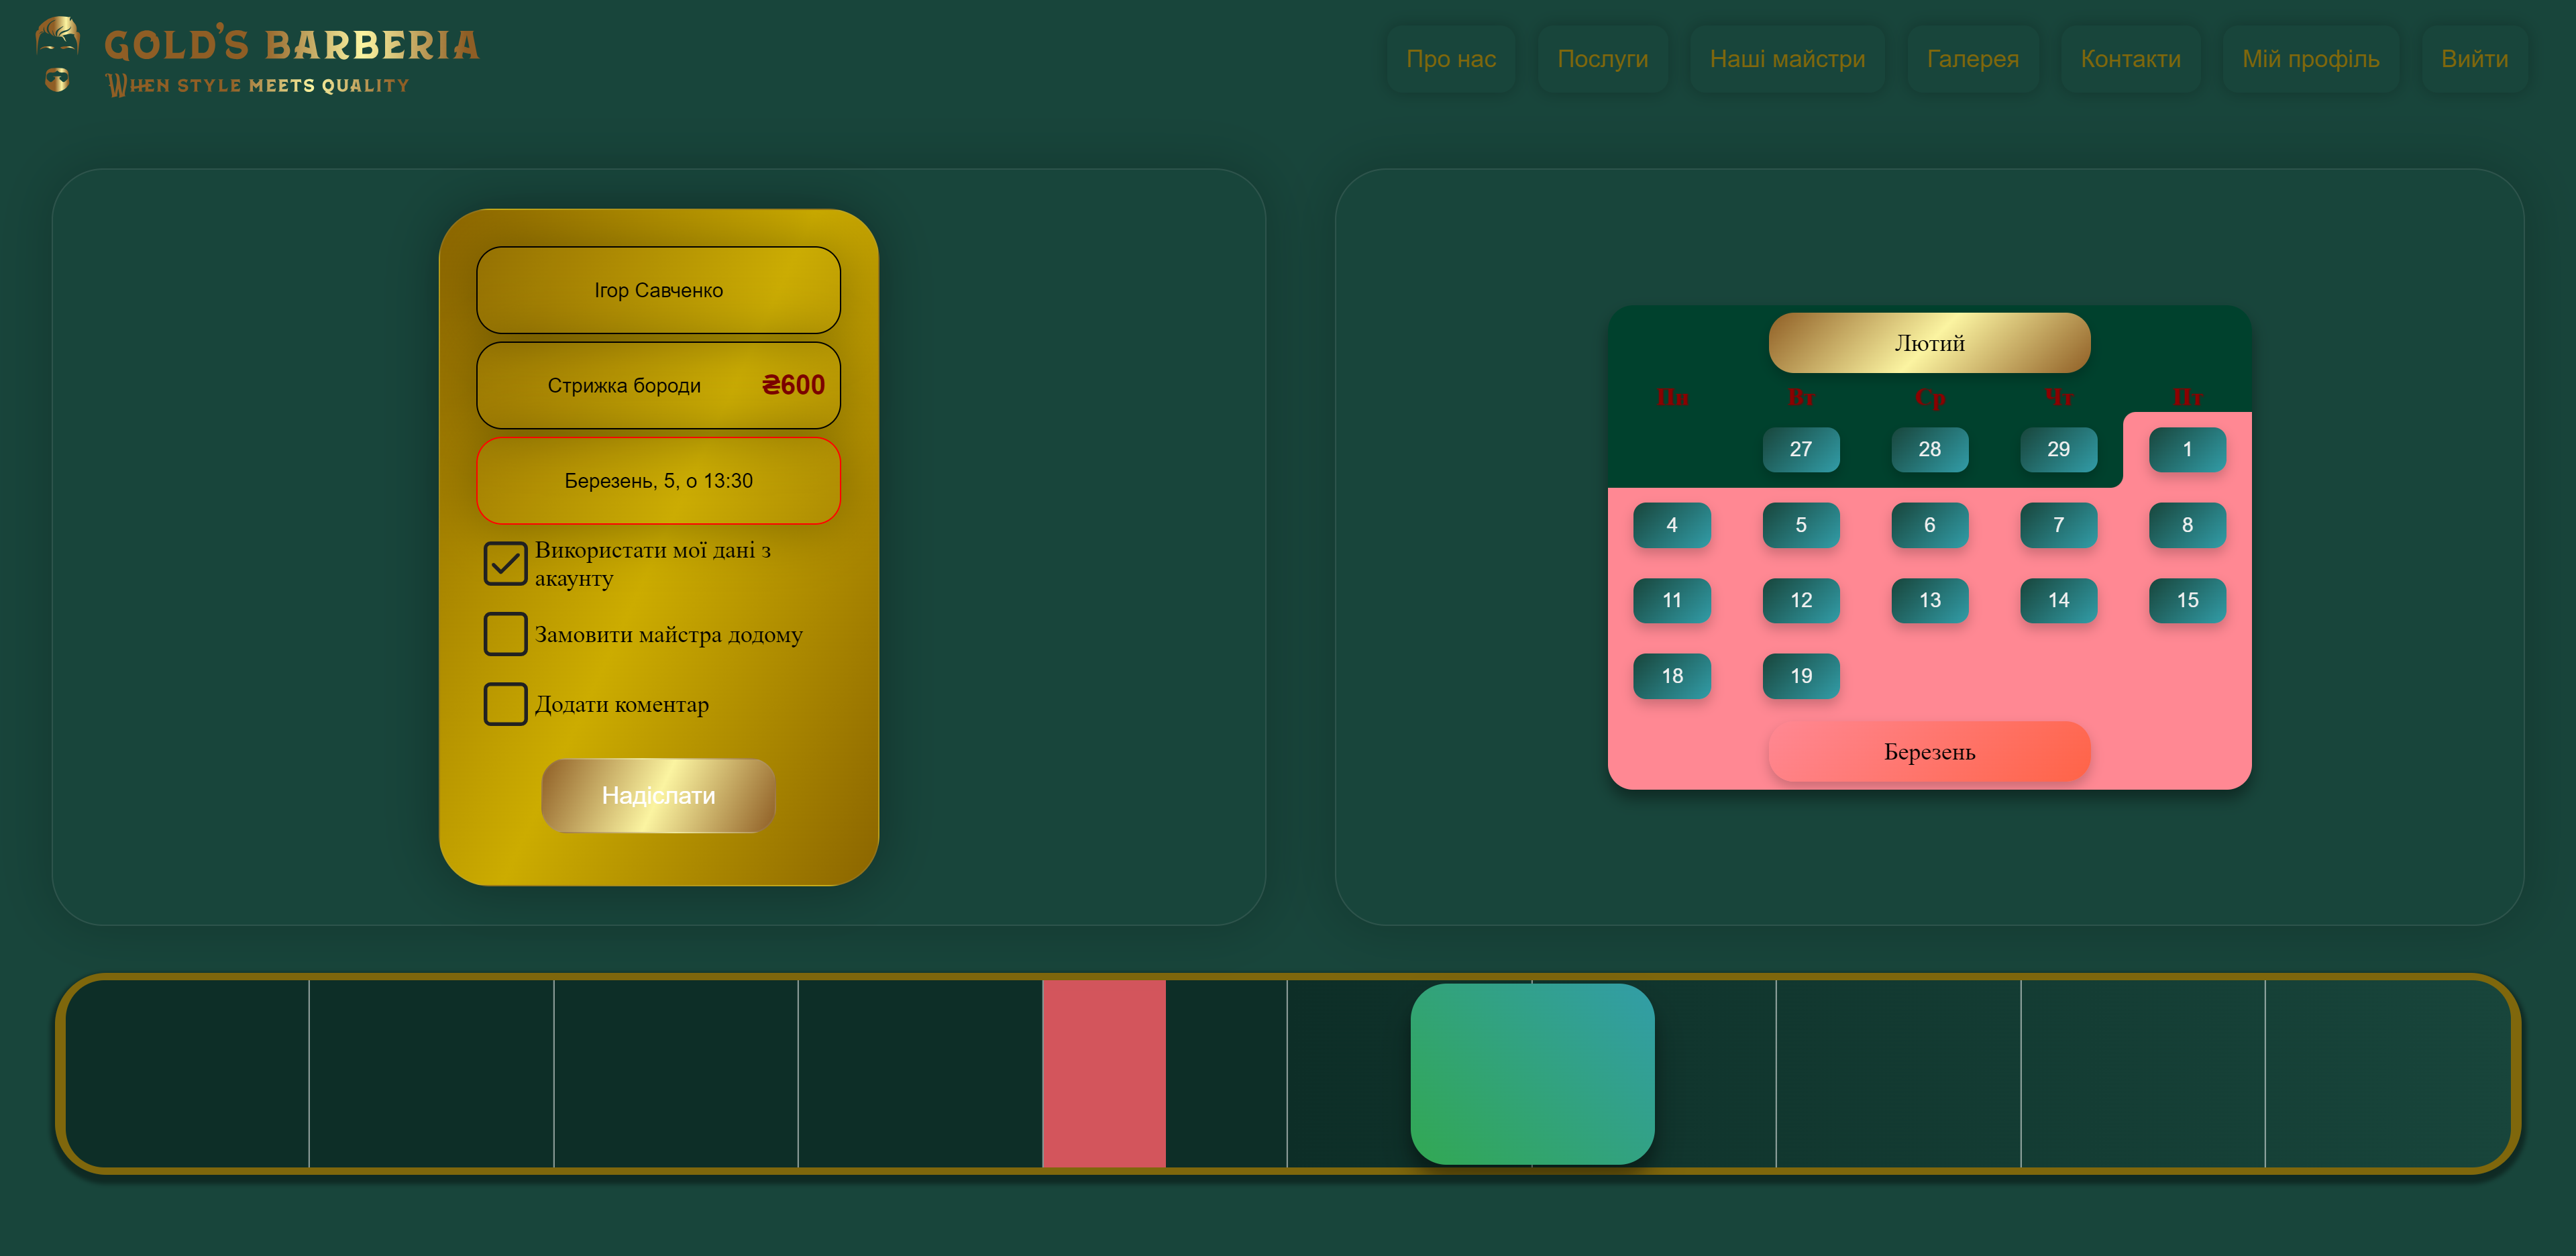 GOLD'S BARBERIA
WHEN STYLE MEETS QUALITY
Про нас Послуги Наші майстри Галерея Контакти Мій профіль Вийти
Ігор Савченко
Стрижка бороди ₴600
Березень, 5, о 13:30
Використати мої дані з
акаунту
Замовити майстра додому
Додати коментар
Надіслати
Лютий
Пн Вт Ср Чт Пт
27 28 29 1
4 5 6 7 8
11 12 13 14 15
18 19
Березень